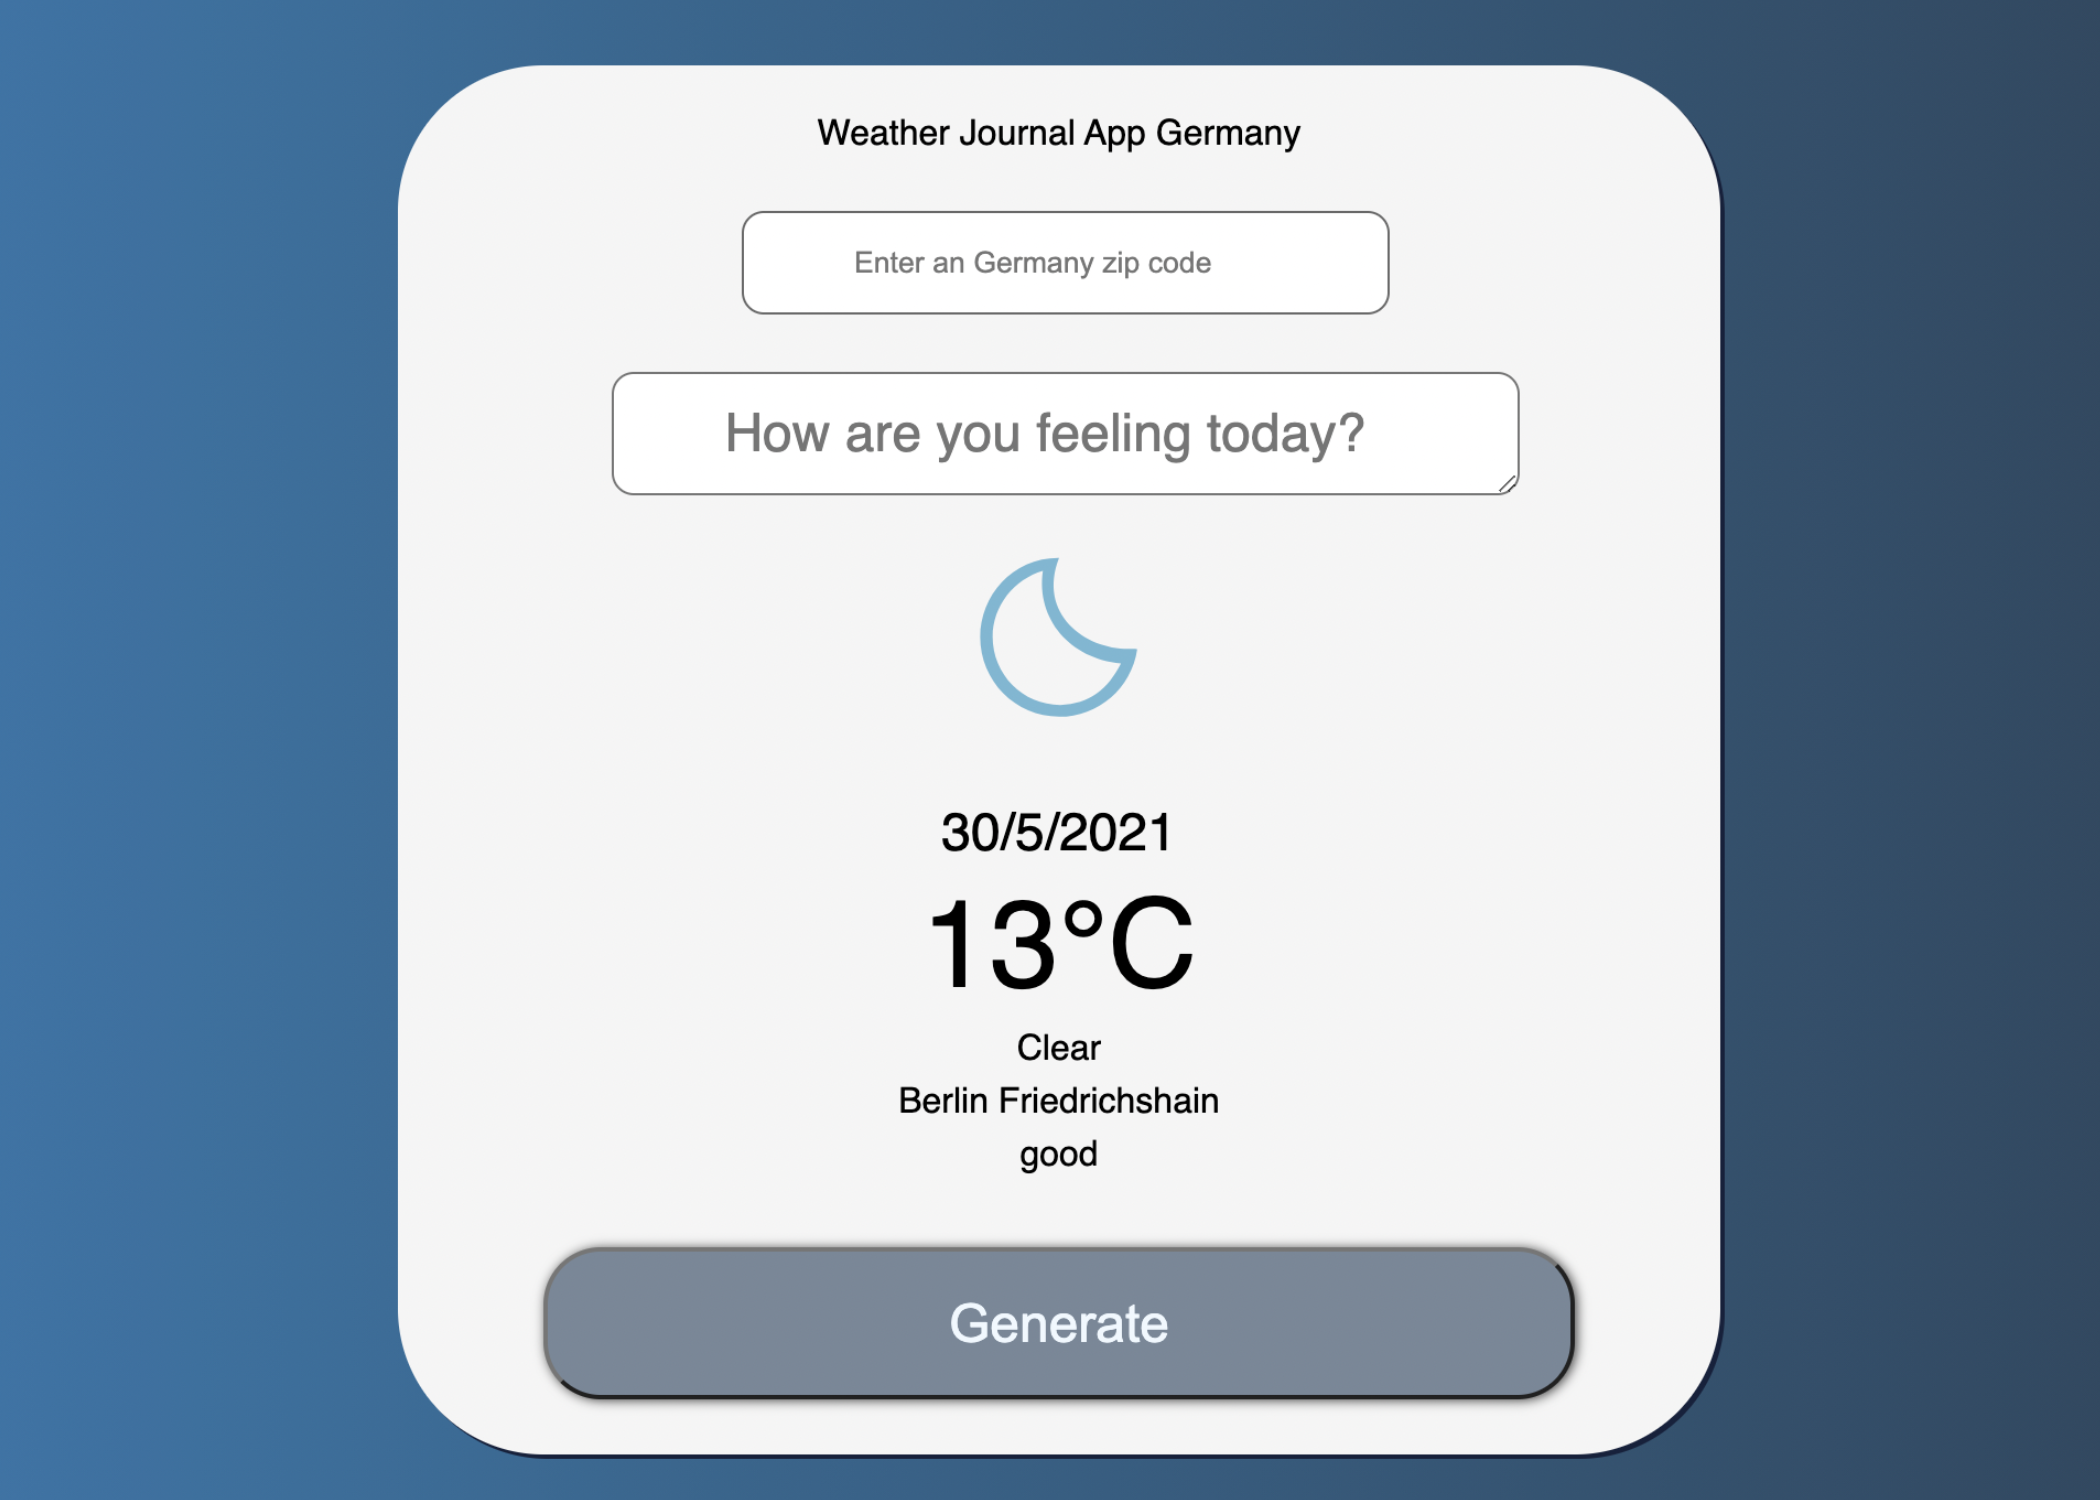 Weather Journal App Germany
Enter an Germany zip code
How are you feeling today?
30/5/2021
13°C
Clear
Berlin Friedrichshain
good
Generate